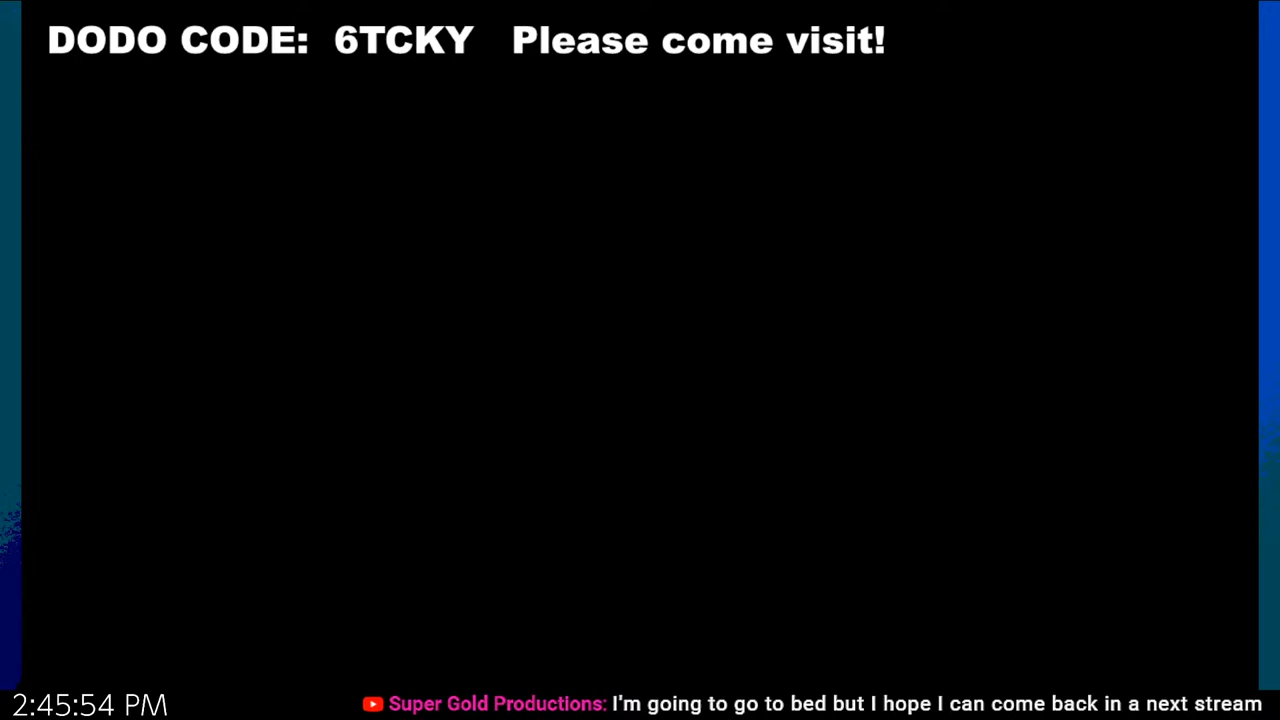 DODO CODE: 6TCKY Please come visit!
2:45:54 PM
Super Gold Productions: I'm going to go to bed but I hope I can come back in a next stream